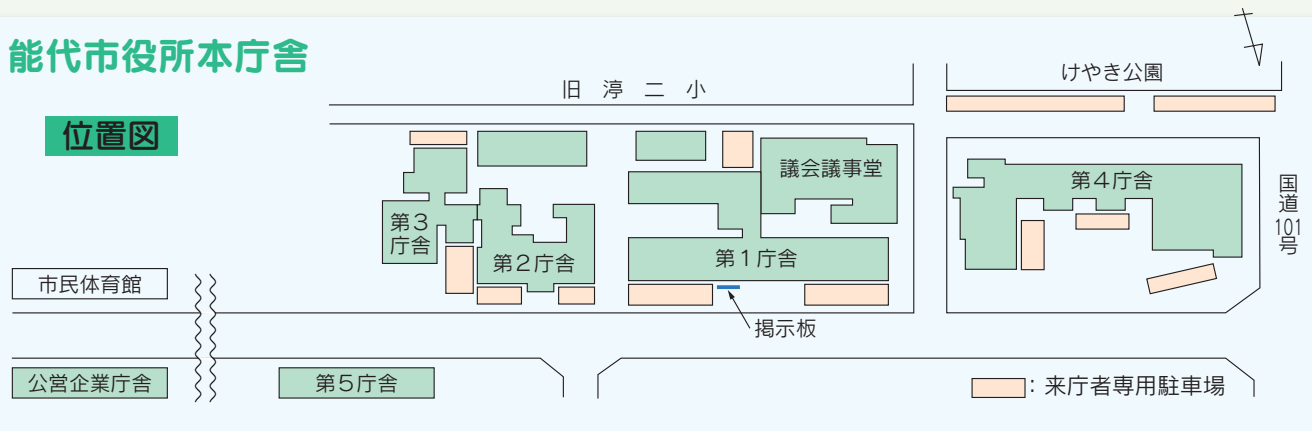 能代市役所本庁舎
位置図
旧渟二小
けやき公園
議会議事堂
第4庁舎
国道101号
第3
庁舎
第2庁舎
第1庁舎
市民体育館
掲示板
公営企業庁舎
第5庁舎
：来庁者専用駐車場